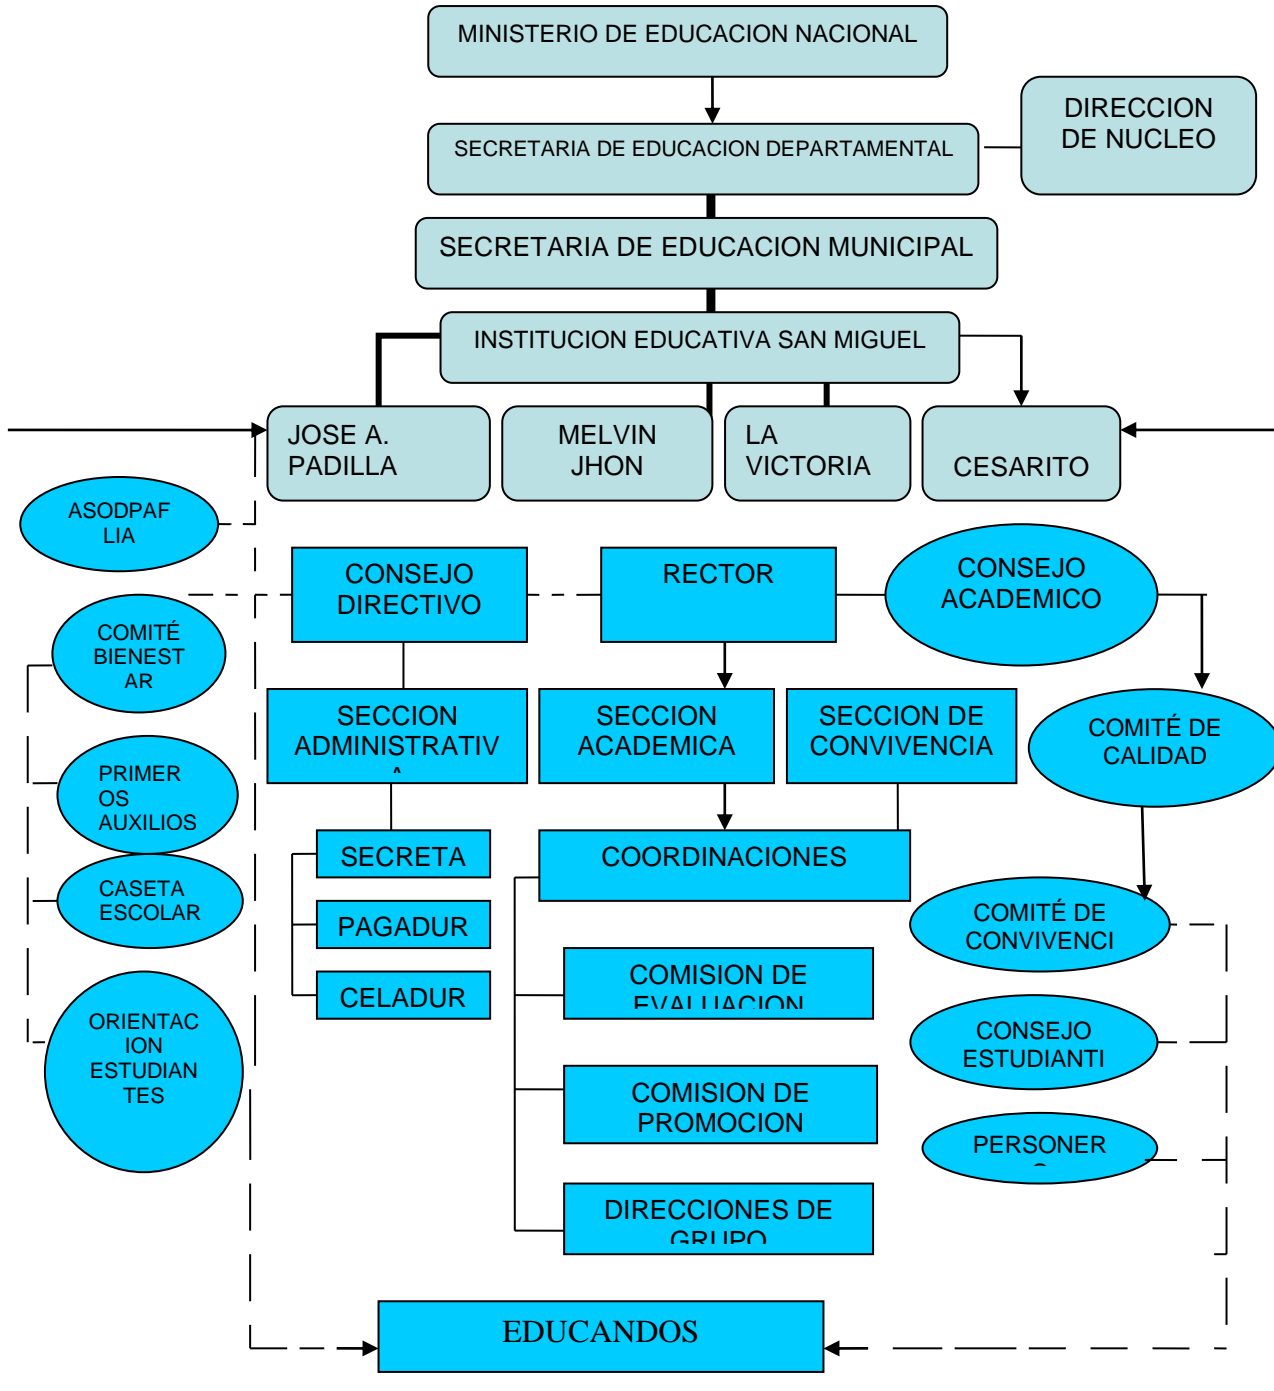 MINISTERIO DE EDUCACION NACIONAL
DIRECCION
DE NUCLEO
SECRETARIA DE EDUCACION DEPARTAMENTAL
SECRETARIA DE EDUCACION MUNICIPAL
INSTITUCION EDUCATIVA SAN MIGUEL
JOSE A.
PADILLA
MELVIN
JHON
LA
VICTORIA
CESARITO
ASODPAF
LIA
CONSEJO
DIRECTIVO
RECTOR
CONSEJO
ACADEMICO
COMITÉ
BIENEST
AR
SECCION
ADMINISTRATIV
SECCION
ACADEMICA
SECCION DE
CONVIVENCIA
COMITÉ DE
CALIDAD
PRIMER
OS
AUXILIOS
SECRETA
COORDINACIONES
CASETA
ESCOLAR
PAGADUR
COMITÉ DE
CONVIVENCI
CELADUR
COMISION DE
EVALUACION
ORIENTAC
ION
ESTUDIAN
TES
CONSEJO
ESTUDIANTI
COMISION DE
PROMOCION
PERSONER
DIRECCIONES DE
GRUPO
EDUCANDOS